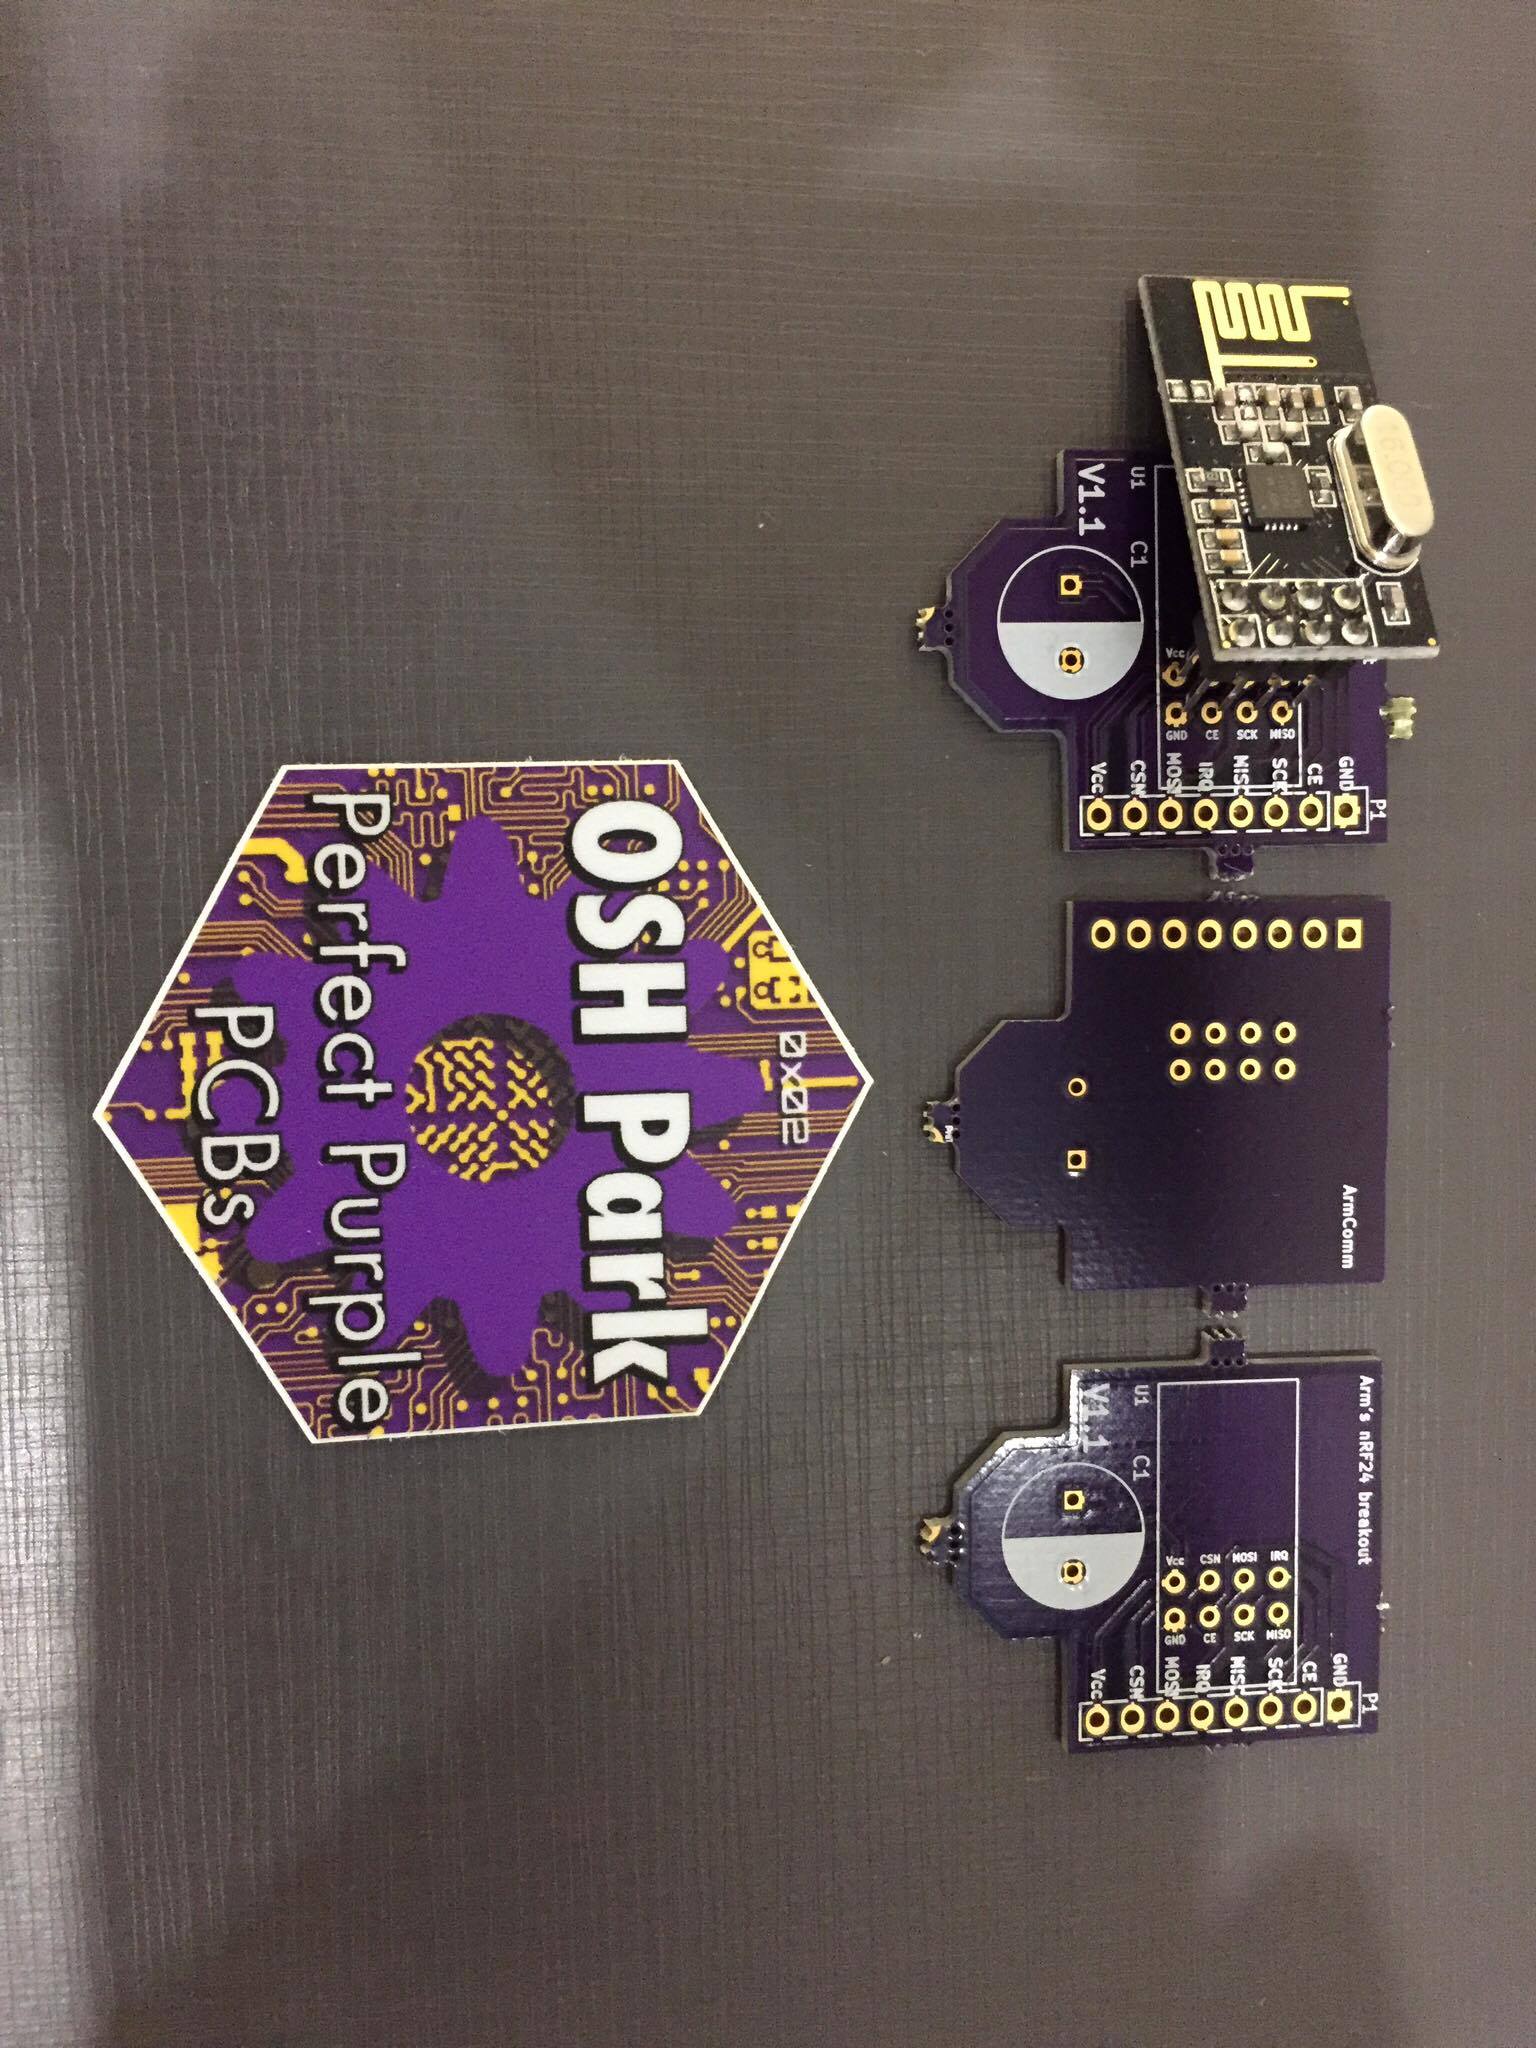 P1
GND
CE
SCK
MISO
IRQ
MOSI
CSN
Vcc
MISO
SCK
CE
Vcc GND
U1 C1
V1.1
ArmComm
Arm's nRF24 breakout
P1
GND
CE
SCK
MISO
IRQ
MOSI
CSN
Vcc
IRQ MISO
MOSI SCK
CSN CE
Vcc GND
U1 C1
V1.1
0x02
OSH Park
Perfect Purple
PCBs